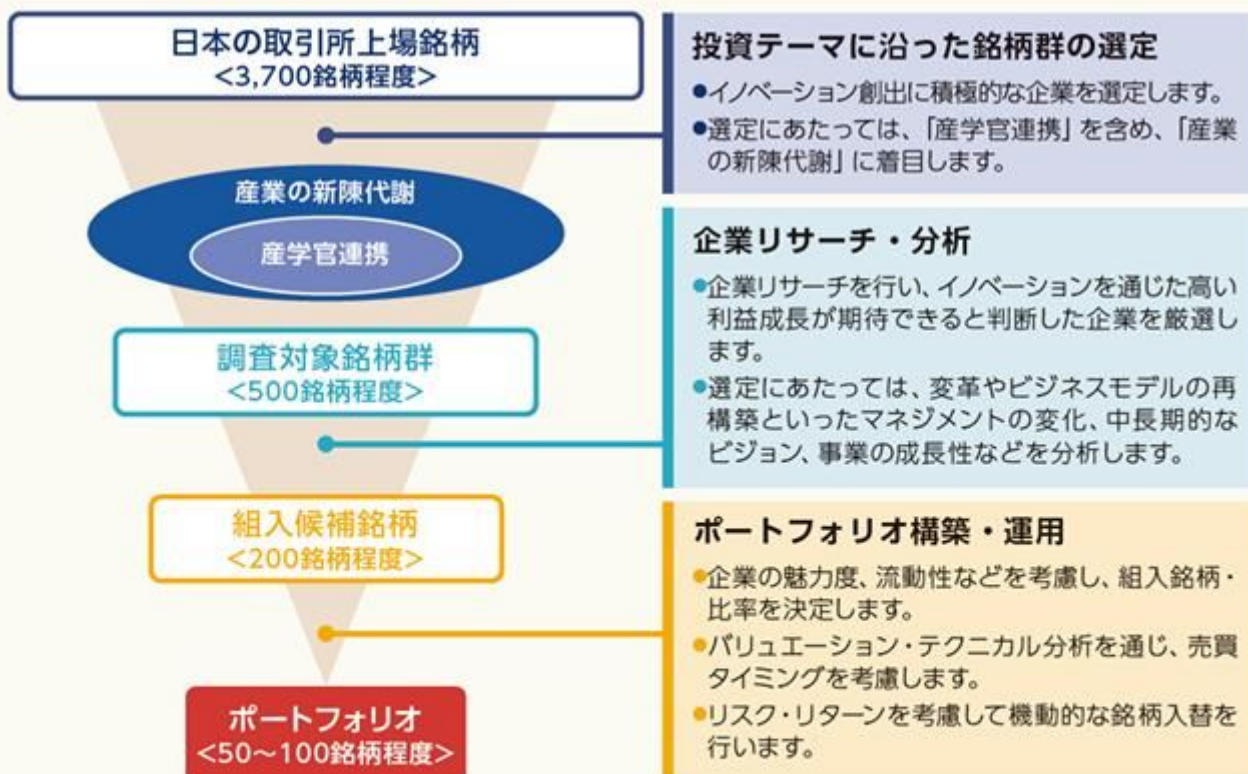 日本の取引所上場銘柄
<3,700銘柄程度>
産業の新陳代謝
産学官連携
調査対象銘柄群
<500銘柄程度>
組入候補銘柄
<200銘柄程度>
ポートフォリオ
<50～100銘柄程度>
投資テーマに沿った銘柄群の選定
●イノベーション創出に積極的な企業を選定します。
●選定にあたっては、「産学官連携」を含め、「産業
の新陳代謝」に着目します。
企業リサーチ・分析
●企業リサーチを行い、イノベーションを通じた高い
利益成長が期待できると判断した企業を厳選し
ます。
●選定にあたっては、変革やビジネスモデルの再
構築といったマネジメントの変化、中長期的な
ビジョン、事業の成長性などを分析します。
ポートフォリオ構築・運用
●企業の魅力度、流動性などを考慮し、組入銘柄・
比率を決定します。
●バリュエーション・テクニカル分析を通じ、売買
タイミングを考慮します。
●リスク・リターンを考慮して機動的な銘柄入替を
行います。